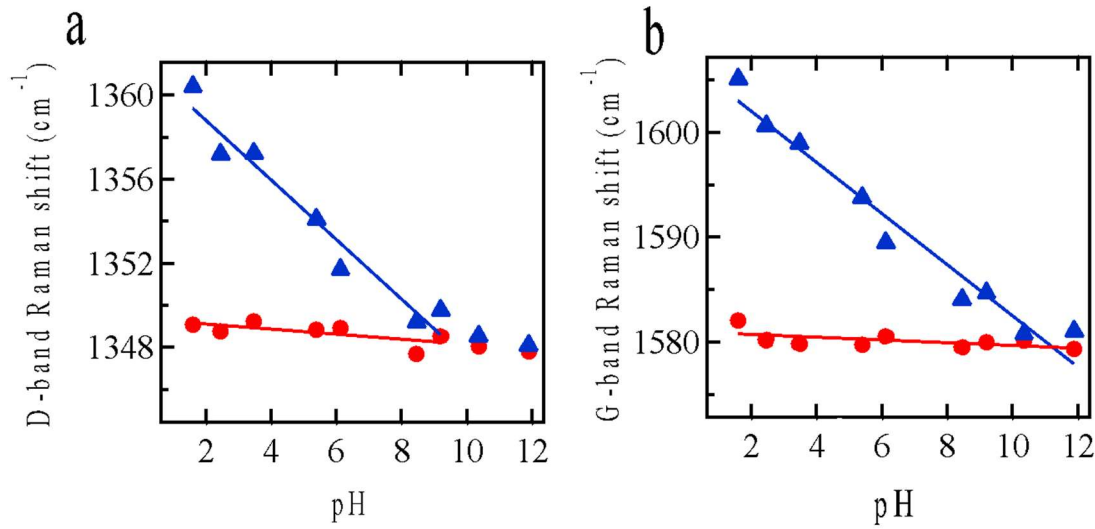 a
D-band Raman shift (cm⁻¹)
1360
1356
1352
1348
2 4 6 8 10 12
pH
b
G-band Raman shift (cm⁻¹)
1600
1590
1580
2 4 6 8 10 12
pH